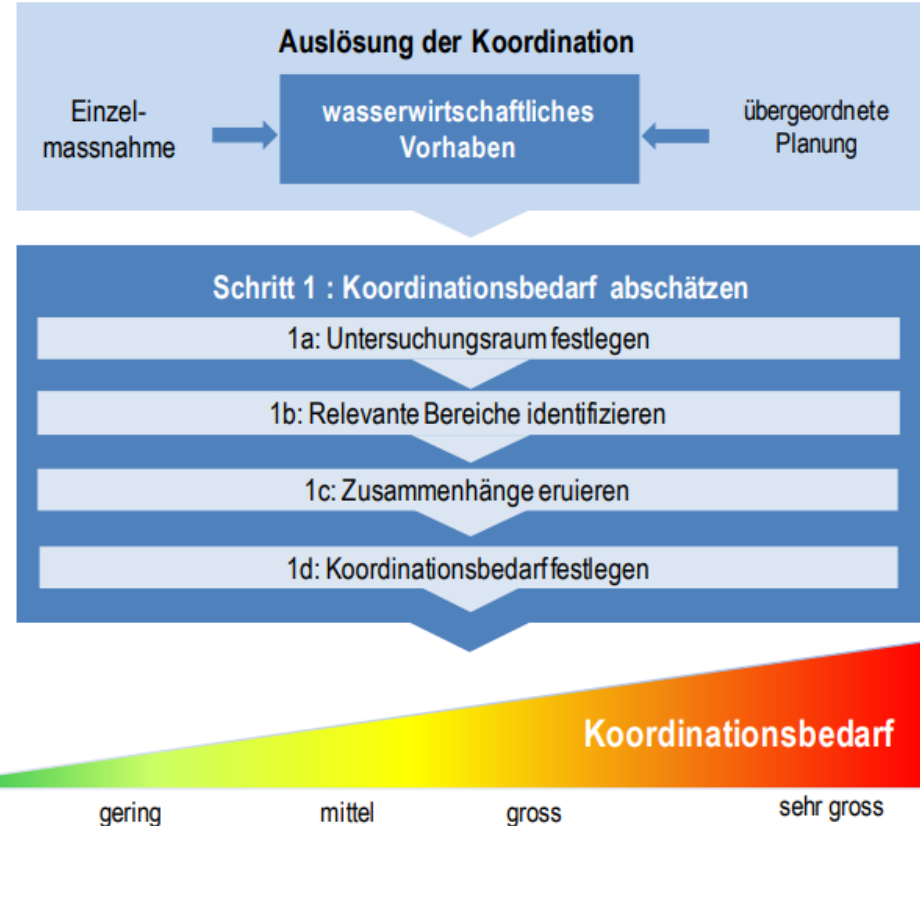 Auslösung der Koordination
Einzel-
massnahme
wasserwirtschaftliches
Vorhaben
übergeordnete
Planung
Schritt 1 : Koordinationsbedarf abschätzen
1a: Untersuchungsraum festlegen
1b: Relevante Bereiche identifizieren
1c: Zusammenhänge eruieren
1d: Koordinationsbedarf festlegen
Koordinationsbedarf
gering mittel gross sehr gross